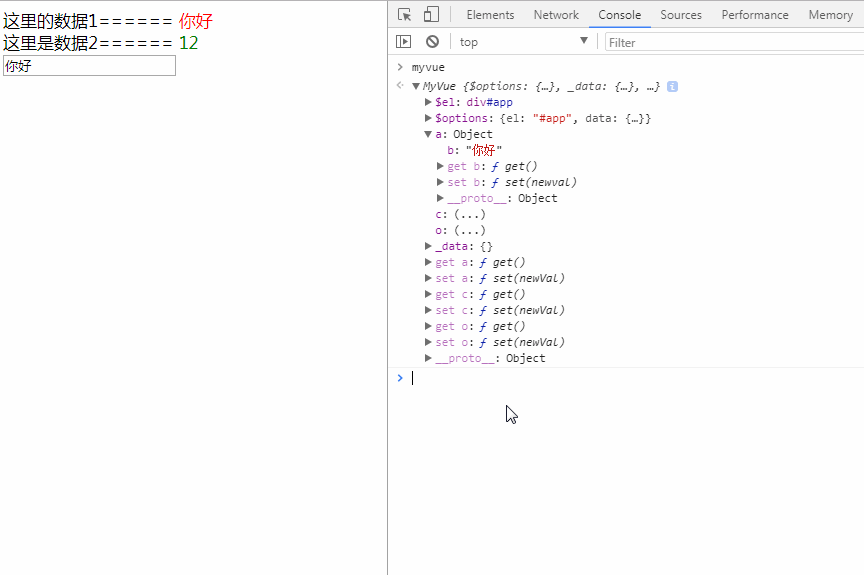 这里的数据1====== 你好
这里是数据2====== 12
你好
Elements Network Console Sources Performance Memory
top Filter
myvue
MyVue {$options: {…}, _data: {…}, …} i
$el: div#app
$options: {el: "#app", data: {…}}
a: Object
b: "你好"
get b: ƒ get()
set b: ƒ set(newval)
__proto__: Object
c: (...)
o: (...)
_data: {}
get a: ƒ get()
set a: ƒ set(newVal)
get c: ƒ get()
set c: ƒ set(newVal)
get o: ƒ get()
set o: ƒ set(newVal)
__proto__: Object